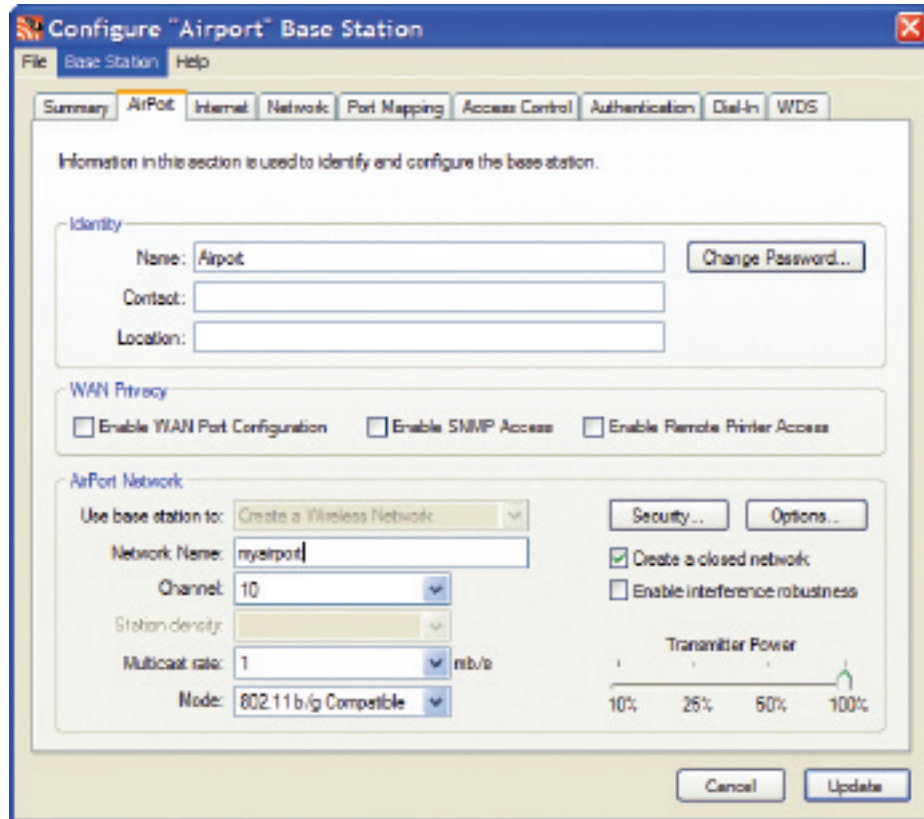 Configure "Airport" Base Station
File Base Station Help
Summary AirPort Internet Network Port Mapping Access Control Authentication Dial-In WDS
Information in this section is used to identify and configure the base station.
Identity
Name: Airport Change Password...
Contact:
Location:
WAN Privacy
Enable WAN Port Configuration Enable SNMP Access Enable Remote Printer Access
AirPort Network
Use base station to: Create a Wireless Network Security... Options...
Network Name: myairport Create a closed network
Channel: 10 Enable interference robustness
Station density:
Transmitter Power
Multicast rate: 1 mb/s
Mode: 802.11b/g Compatible 10% 25% 50% 100%
Cancel Update